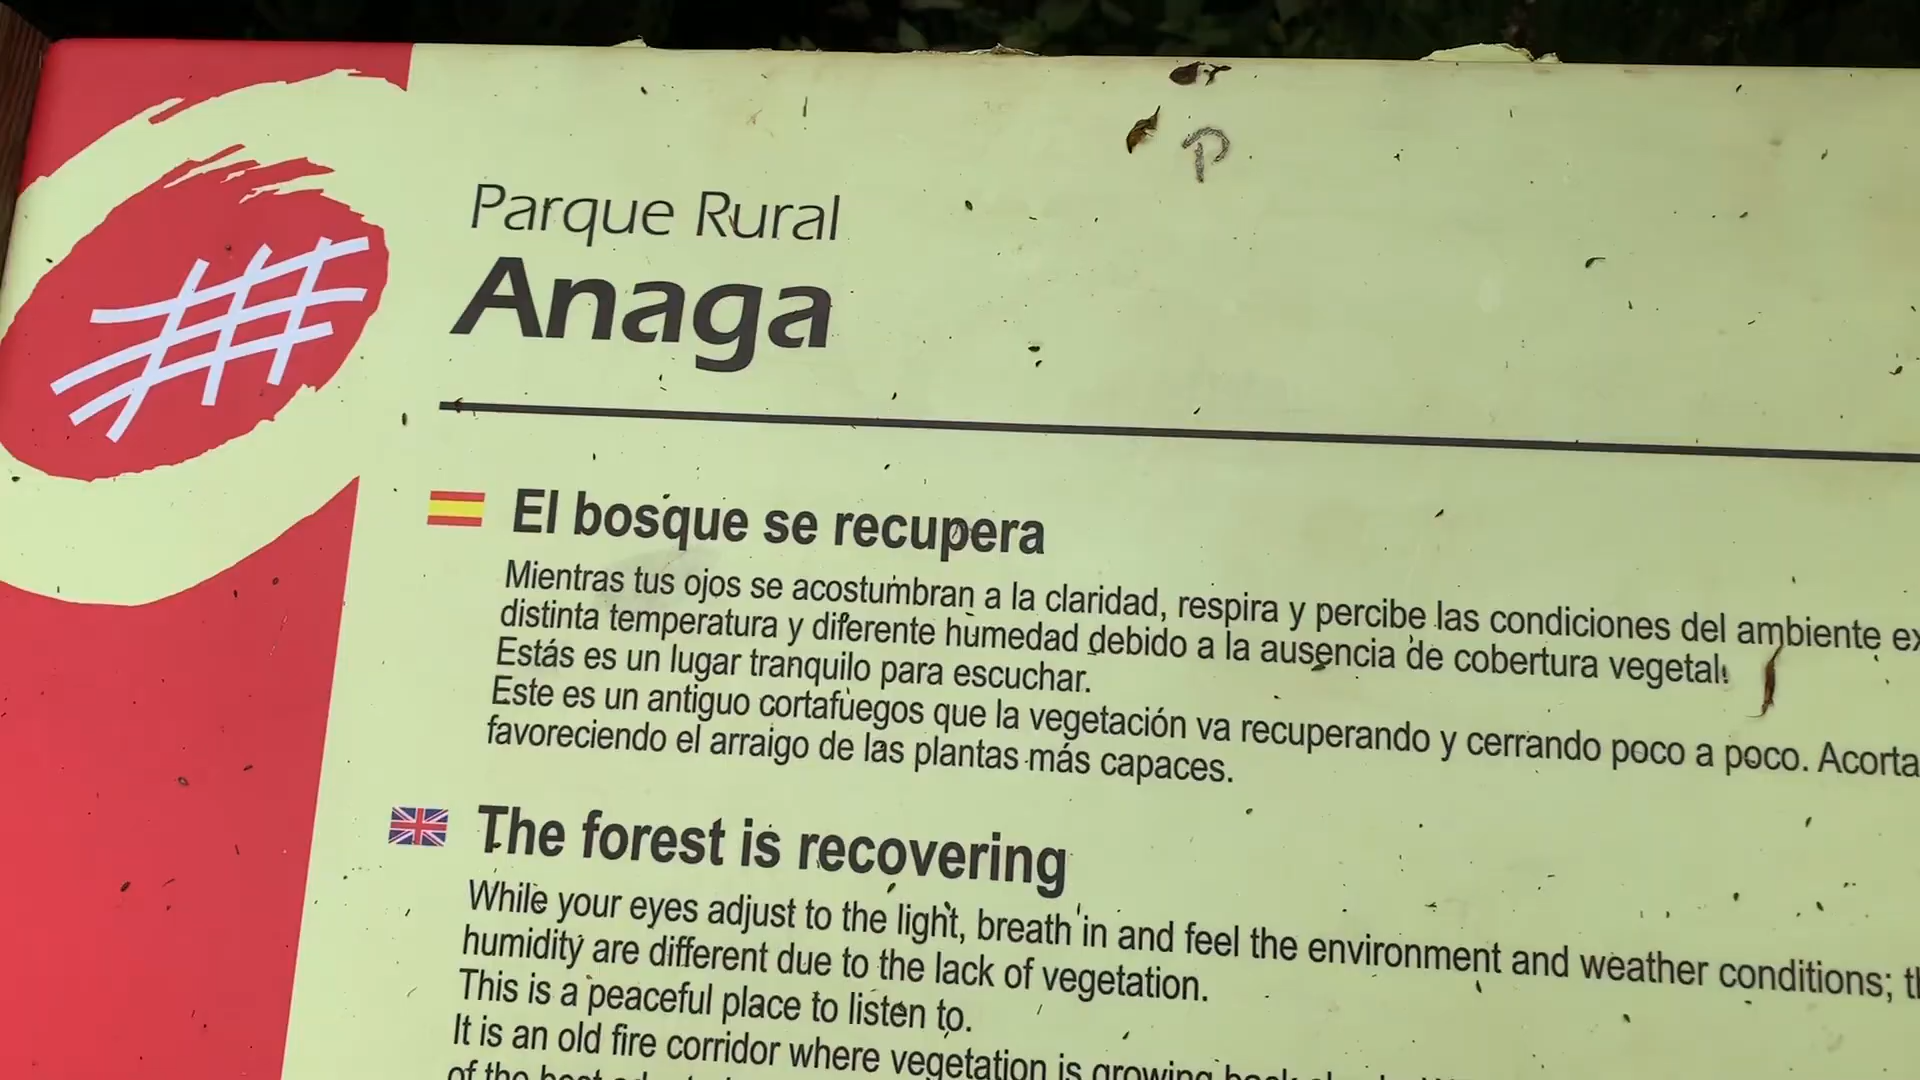 P
Parque Rural
Anaga
El bosque se recupera
Mientras tus ojos se acostumbran a la claridad, respira y percibe las condiciones del ambiente
distinta temperatura y diferente humedad debido a la ausencia de cobertura vegetal.
Estás es un lugar tranquilo para escuchar.
Este es un antiguo cortafuegos que la vegetación va recuperando y cerrando poco a poco.
favoreciendo el arraigo de las plantas más capaces.
The forest is recovering
While your eyes adjust to the light, breath in and feel the environment and weather conditions;
humidity are different due to the lack of vegetation.
This is a peaceful place to listen to.
It is an old fire corridor where vegetation is growing back
of the best